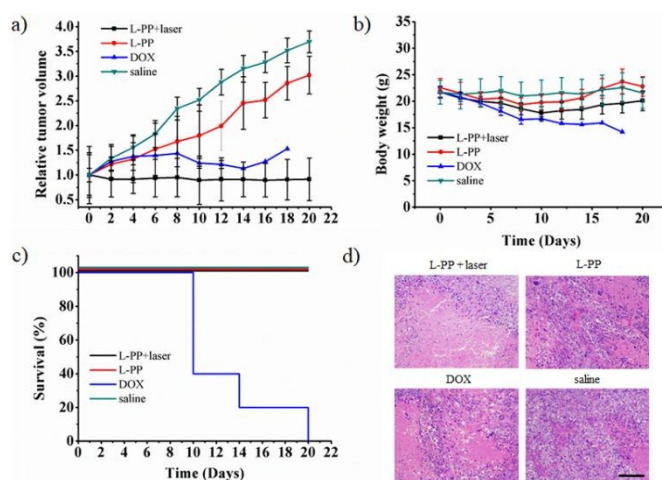 a)
Relative tumor volume
4.0
3.5
3.0
2.5
2.0
1.5
1.0
0.5
L-PP+laser
L-PP
DOX
saline
0 2 4 6 8 10 12 14 16 18 20 22
Time (Days)
b)
Body weight (g)
35
30
25
20
15
10
5
0
L-PP+laser
L-PP
DOX
saline
0 5 10 15 20
Time (Days)
c)
Survival (%)
100
80
60
40
20
0
L-PP+laser
L-PP
DOX
saline
0 2 4 6 8 10 12 14 16 18 20 22
Time (Days)
d)
L-PP + laser
L-PP
DOX
saline